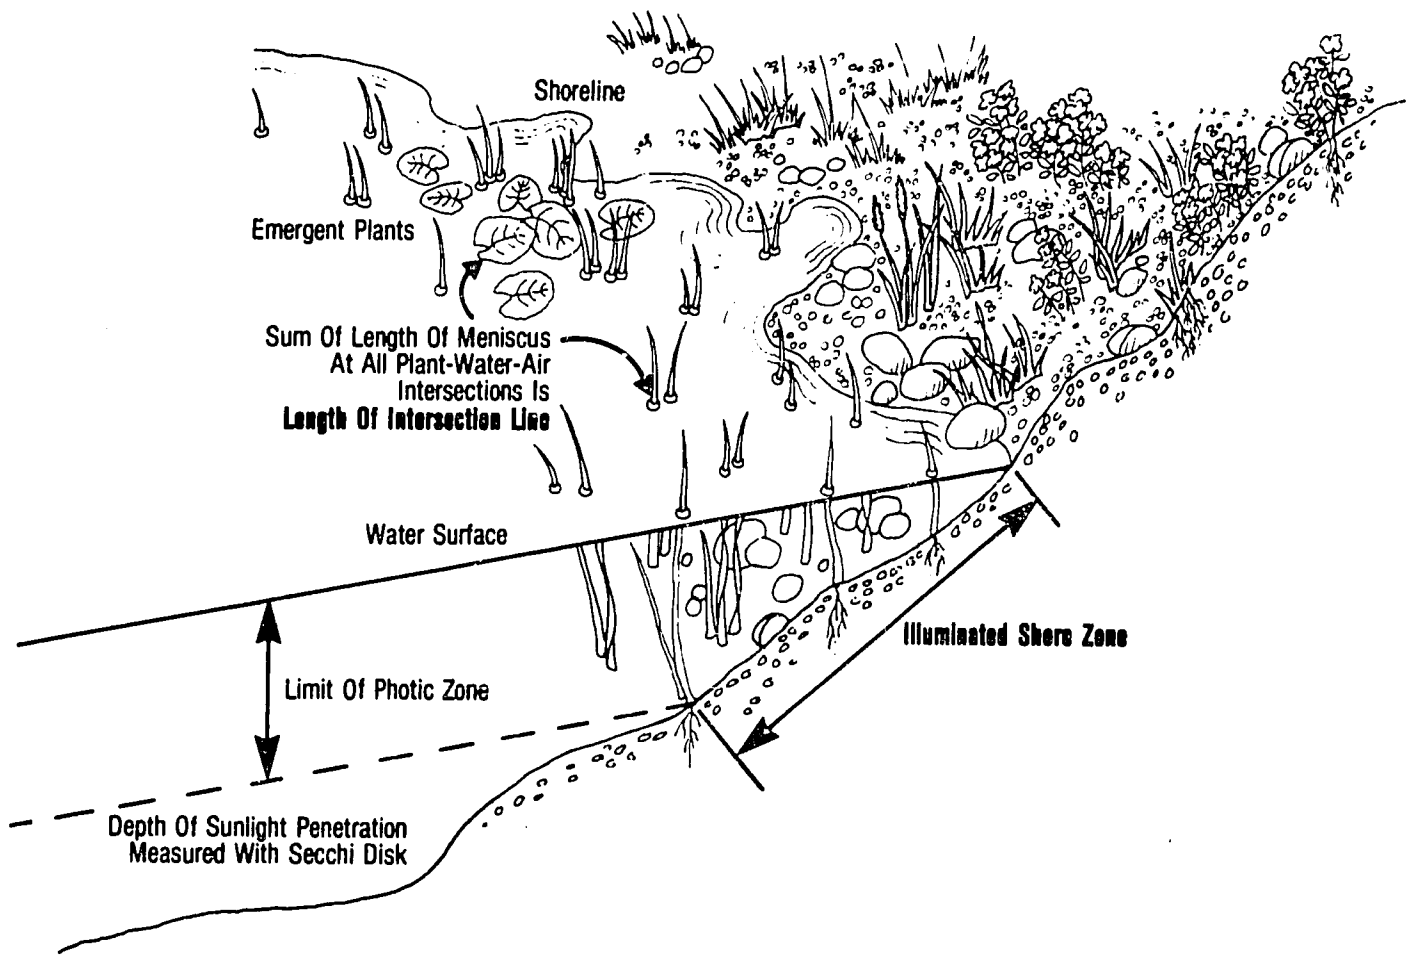 Shoreline
Emergent Plants
Sum Of Length Of Meniscus
At All Plant-Water-Air
Intersections Is
Length Of Intersection Line
Water Surface
Illuminated Shore Zone
Limit Of Photic Zone
Depth Of Sunlight Penetration
Measured With Secchi Disk